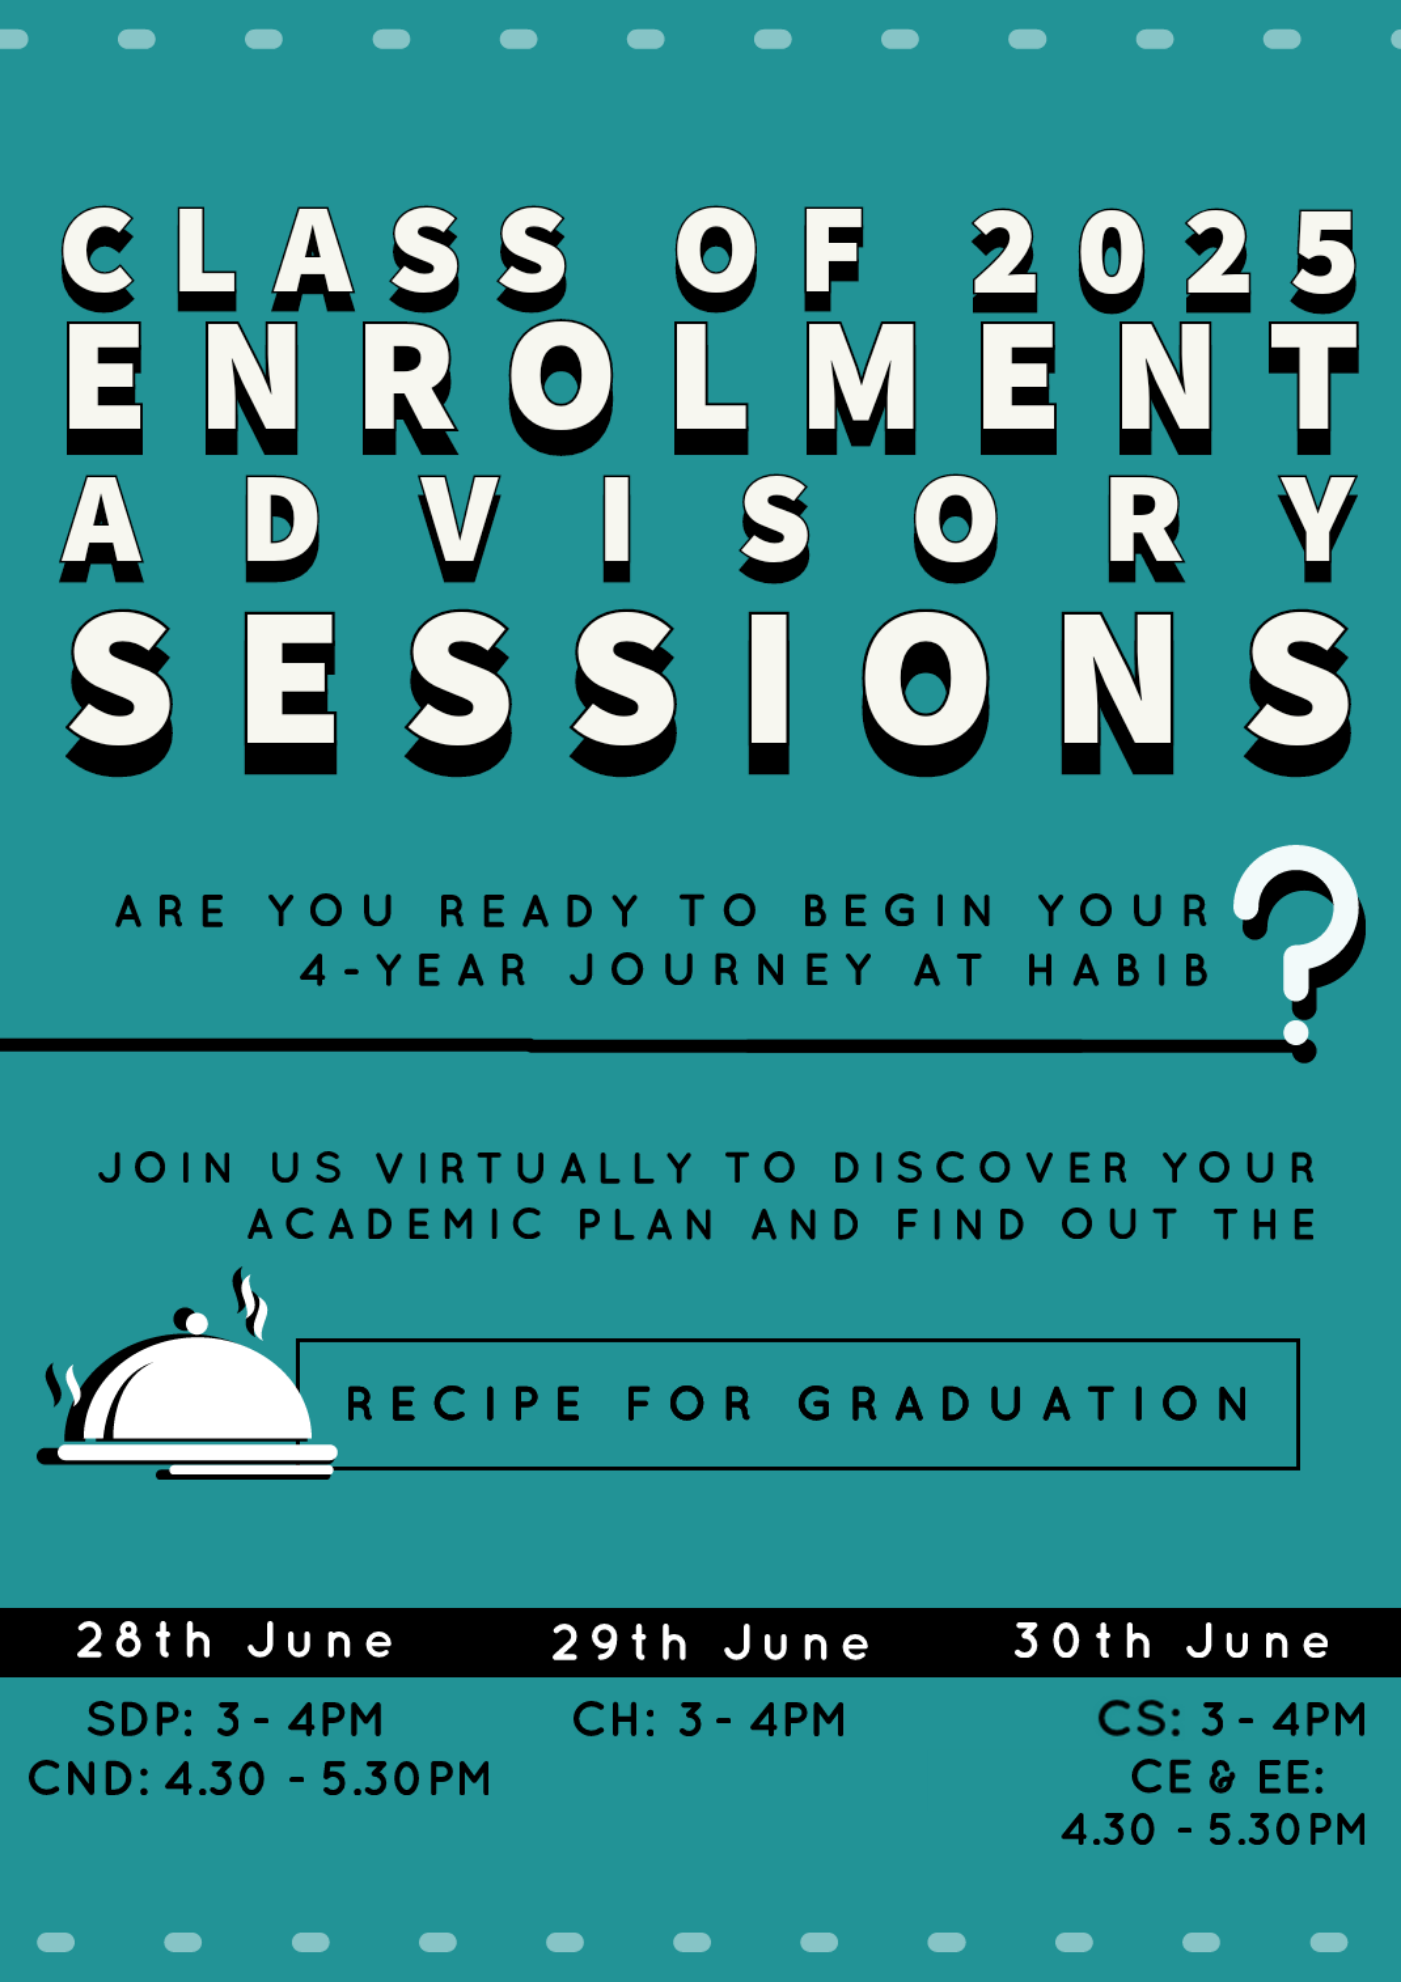 CLASS OF 2025
ENROLMENT
ADVISORY
SESSIONS
ARE YOU READY TO BEGIN YOUR
4-YEAR JOURNEY AT HABIB
?
JOIN US VIRTUALLY TO DISCOVER YOUR
ACADEMIC PLAN AND FIND OUT THE
RECIPE FOR GRADUATION
28th June
SDP: 3 - 4PM
CND: 4.30 - 5.30PM
29th June
CH: 3 - 4PM
30th June
CS: 3 - 4PM
CE & EE:
4.30 - 5.30PM